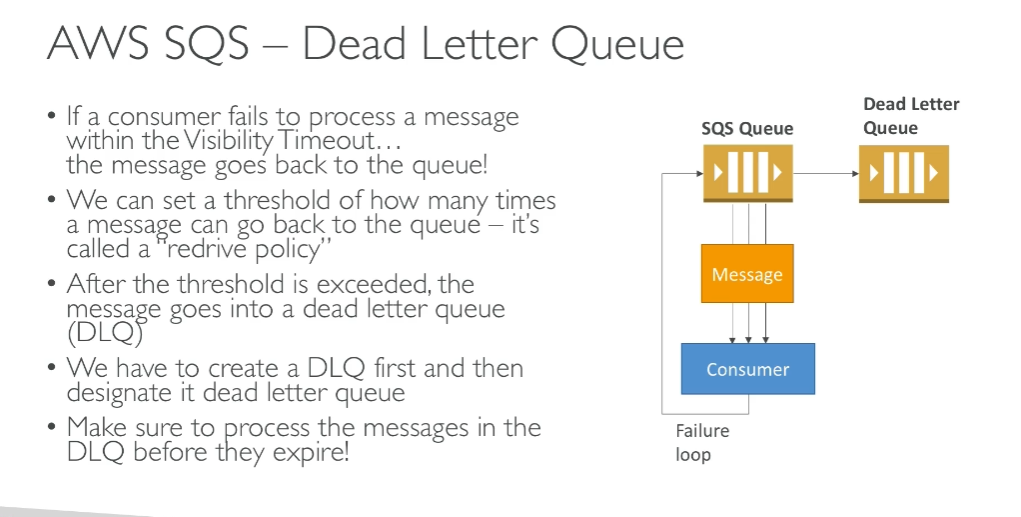 AWS SQS – Dead Letter Queue
• If a consumer fails to process a message
within the Visibility Timeout…
the message goes back to the queue!
• We can set a threshold of how many times
a message can go back to the queue – it's
called a "redrive policy"
• After the threshold is exceeded, the
message goes into a dead letter queue
(DLQ)
• We have to create a DLQ first and then
designate it dead letter queue
• Make sure to process the messages in the
DLQ before they expire!
SQS Queue
Dead Letter
Queue
Message
Consumer
Failure
loop